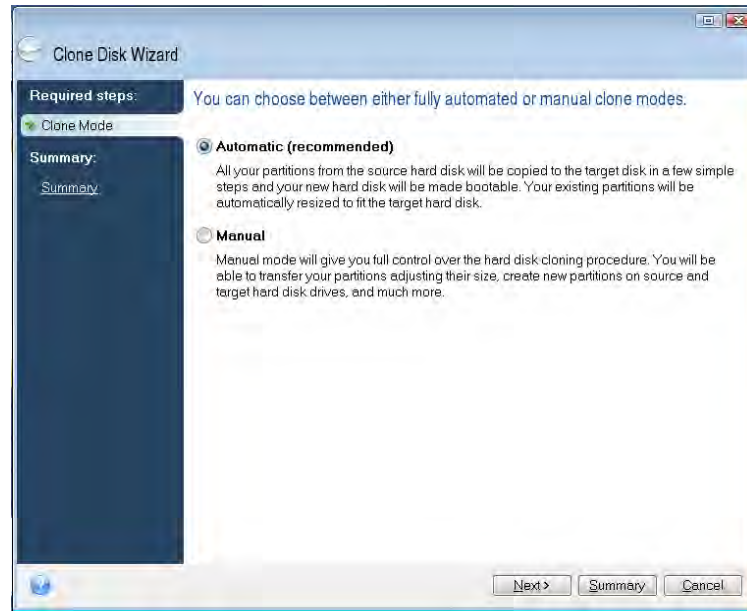 Clone Disk Wizard
Required steps:
Clone Mode
Summary:
Summary
You can choose between either fully automated or manual clone modes.
Automatic (recommended)
All your partitions from the source hard disk will be copied to the target disk in a few simple
steps and your new hard disk will be made bootable. Your existing partitions will be
automatically resized to fit the target hard disk.
Manual
Manual mode will give you full control over the hard disk cloning procedure. You will be
able to transfer your partitions adjusting their size, create new partitions on source and
target hard disk drives, and much more.
Next >
Summary
Cancel